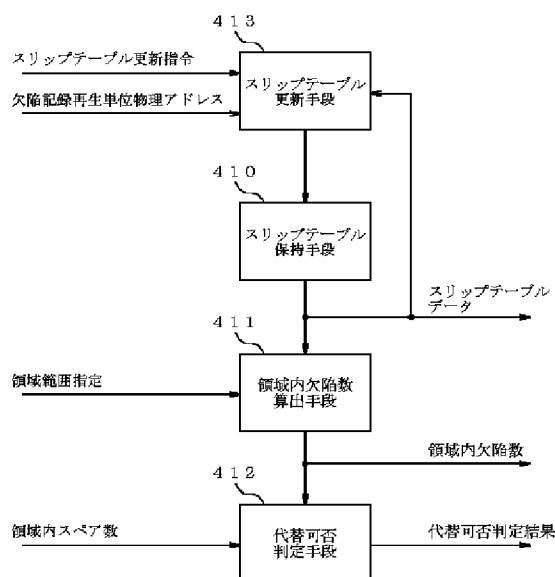 ４１３
スリップテーブル更新指令
スリップテーブル
更新手段
欠陥記録再生単位物理アドレス
４１０
スリップテーブル
保持手段
スリップテーブル
データ
４１１
領域範囲指定
領域内欠陥数
算出手段
領域内欠陥数
４１２
領域内スペア数
代替可否
判定手段
代替可否判定結果